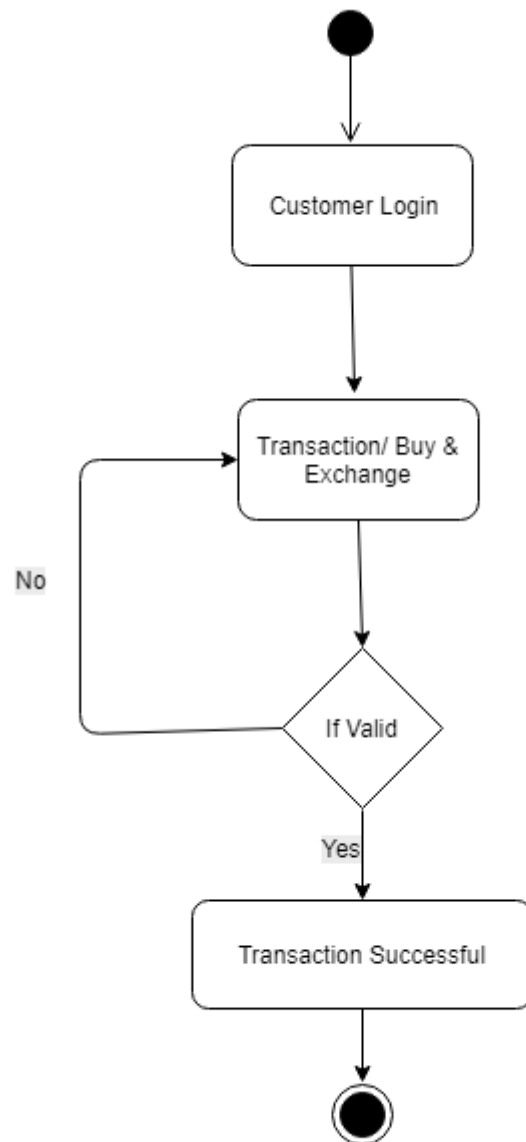 Customer Login
Transaction/ Buy &
Exchange
No
If Valid
Yes
Transaction Successful